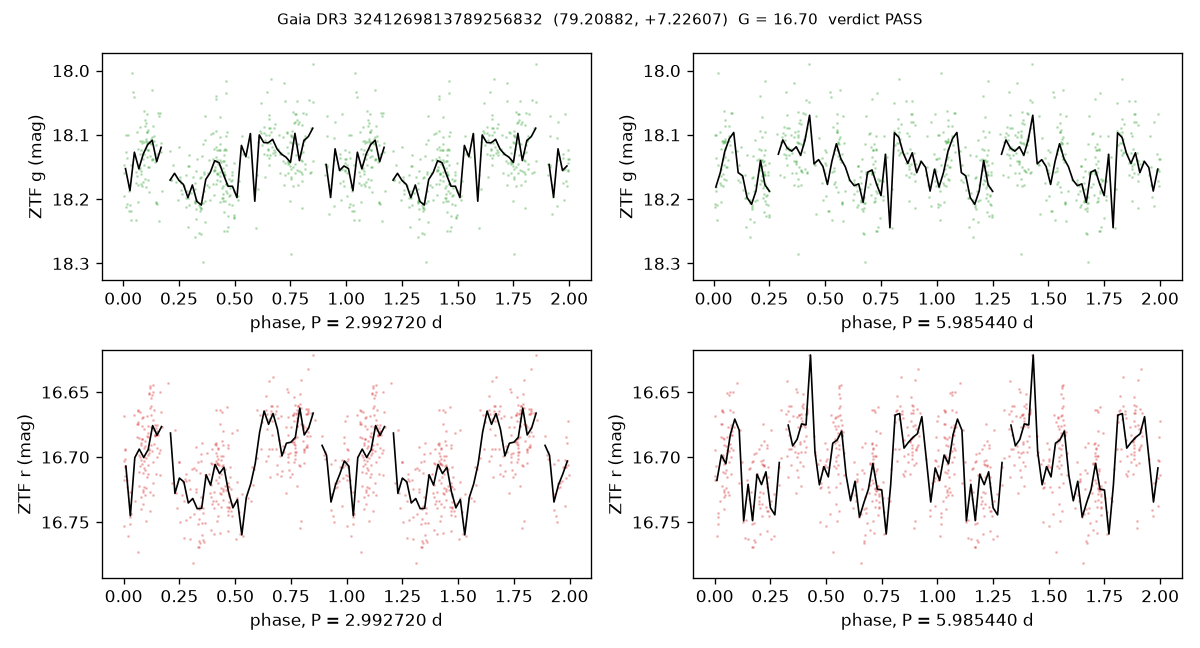 Gaia DR3 3241269813789256832 (79.20882, +7.22607) G = 16.70 verdict PASS
ZTF g (mag)
18.0
18.1
18.2
18.3
0.00 0.25 0.50 0.75 1.00 1.25 1.50 1.75 2.00
phase, P = 2.992720 d
ZTF g (mag)
18.0
18.1
18.2
18.3
0.00 0.25 0.50 0.75 1.00 1.25 1.50 1.75 2.00
phase, P = 5.985440 d
ZTF r (mag)
16.65
16.70
16.75
0.00 0.25 0.50 0.75 1.00 1.25 1.50 1.75 2.00
phase, P = 2.992720 d
ZTF r (mag)
16.65
16.70
16.75
0.00 0.25 0.50 0.75 1.00 1.25 1.50 1.75 2.00
phase, P = 5.985440 d